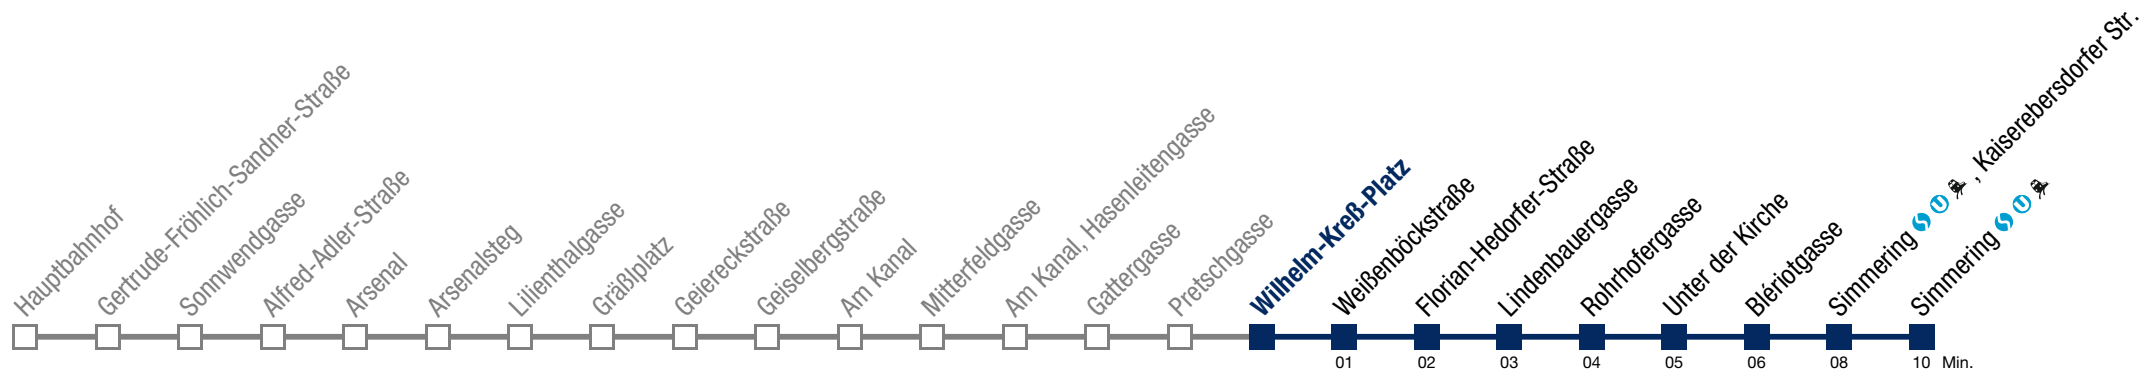 Hauptbahnhof
Gertrude-Fröhlich-Sandner-Straße
Sonnwendgasse
Alfred-Adler-Straße
Arsenal
Arsenalsteg
Lilienthalgasse
Gräßlplatz
Geiereckstraße
Geiselbergstraße
Am Kanal
Mitterfeldgasse
Am Kanal, Hasenleitengasse
Gattergasse
Pretschgasse
Wilhelm-Kreß-Platz
Weißenböckstraße
Florian-Hedorfer-Straße
Lindenbauergasse
Rohrhofergasse
Unter der Kirche
Blériotgasse
Simmering S U , Kaiserebersdorfer Str.
Simmering S U
01 02 03 04 05 06 08 10 Min.